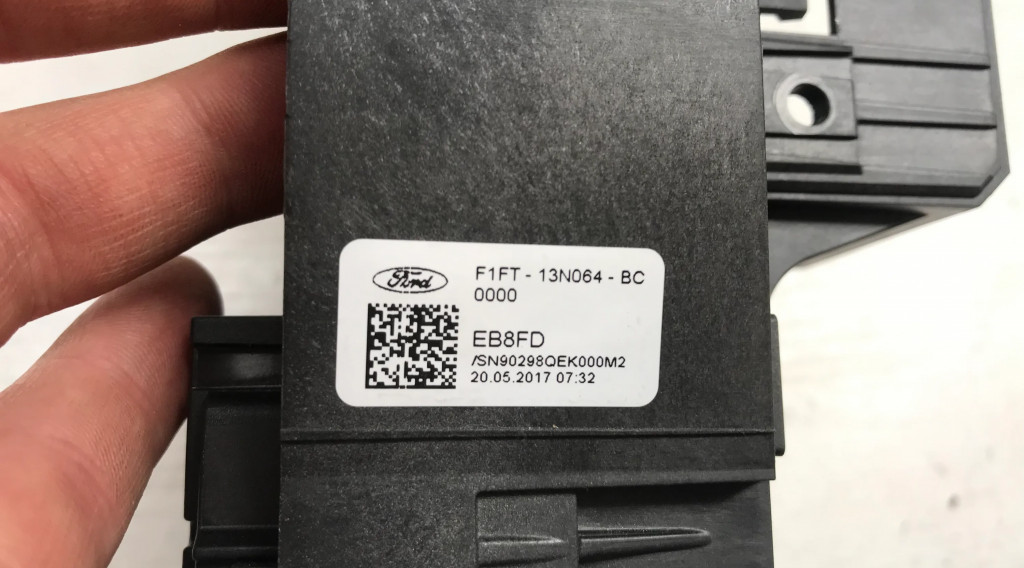 Ford
F1FT - 13N064 - BC
0000
EB8FD
/SN90298QEK000M2
20.05.2017 07:32